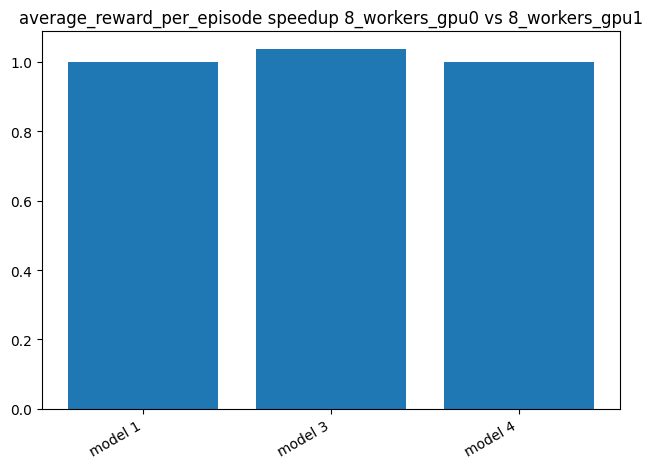 average_reward_per_episode speedup 8_workers_gpu0 vs 8_workers_gpu1
1.0
0.8
0.6
0.4
0.2
0.0
model 1
model 3
model 4